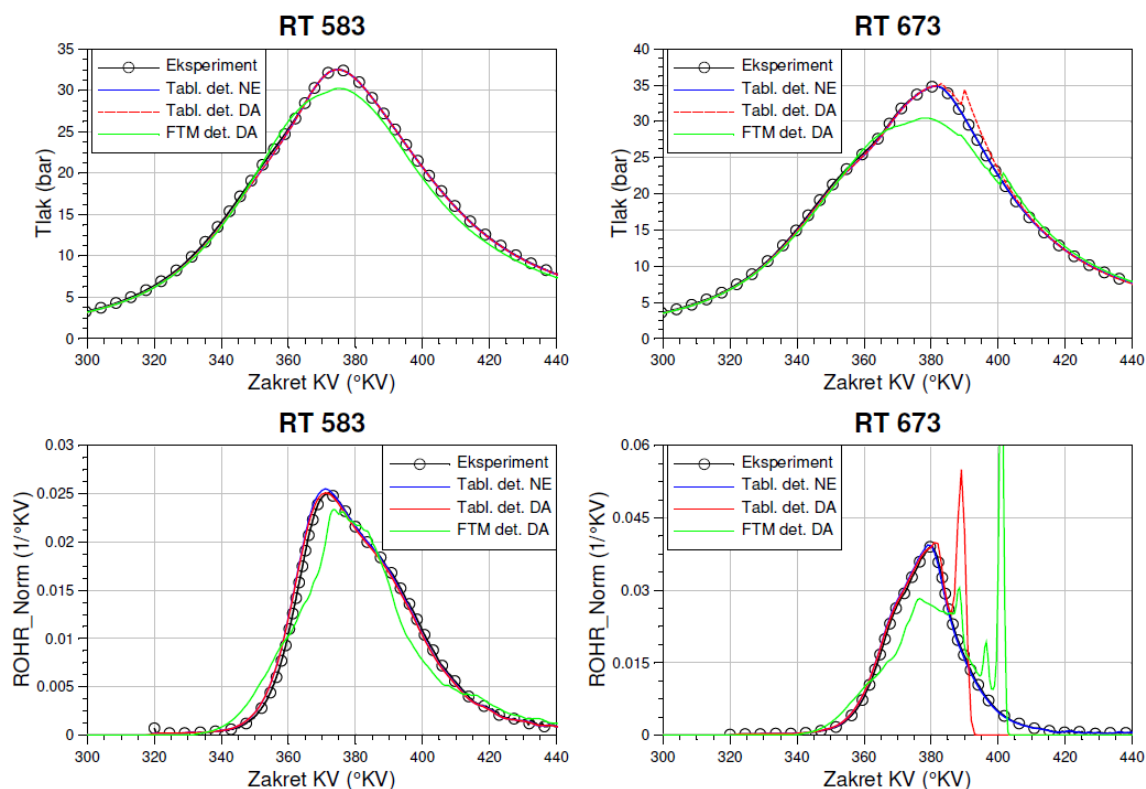 RT 583
35
30
25
20
15
10
5
0
Tlak (bar)
Eksperiment
Tabl. det. NE
Tabl. det. DA
FTM det. DA
300 320 340 360 380 400 420 440
Zakret KV (°KV)
RT 673
40
35
30
25
20
15
10
5
0
Tlak (bar)
Eksperiment
Tabl. det. NE
Tabl. det. DA
FTM det. DA
300 320 340 360 380 400 420 440
Zakret KV (°KV)
RT 583
0.03
0.025
0.02
0.015
0.01
0.005
0
ROHR_Norm (1/°KV)
Eksperiment
Tabl. det. NE
Tabl. det. DA
FTM det. DA
300 320 340 360 380 400 420 440
Zakret KV (°KV)
RT 673
0.06
0.045
0.03
0.015
0
ROHR_Norm (1/°KV)
Eksperiment
Tabl. det. NE
Tabl. det. DA
FTM det. DA
300 320 340 360 380 400 420 440
Zakret KV (°KV)